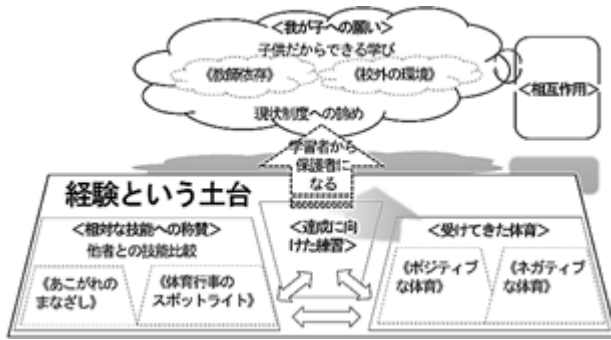 <我が子への願い>
子供だからできる学び
《教師依存》
《校外の環境》
現状制度への諦め
<相互作用>
学習者から
保護者に
なる
経験という土台
<相対な技能への称賛>
他者との技能比較
《あこがれの
まなざし》
《体育行事の
スポットライト》
<達成に向
けた練習>
<受けてきた体育>
《ポジティブ
な体育》
《ネガティブ
な体育》